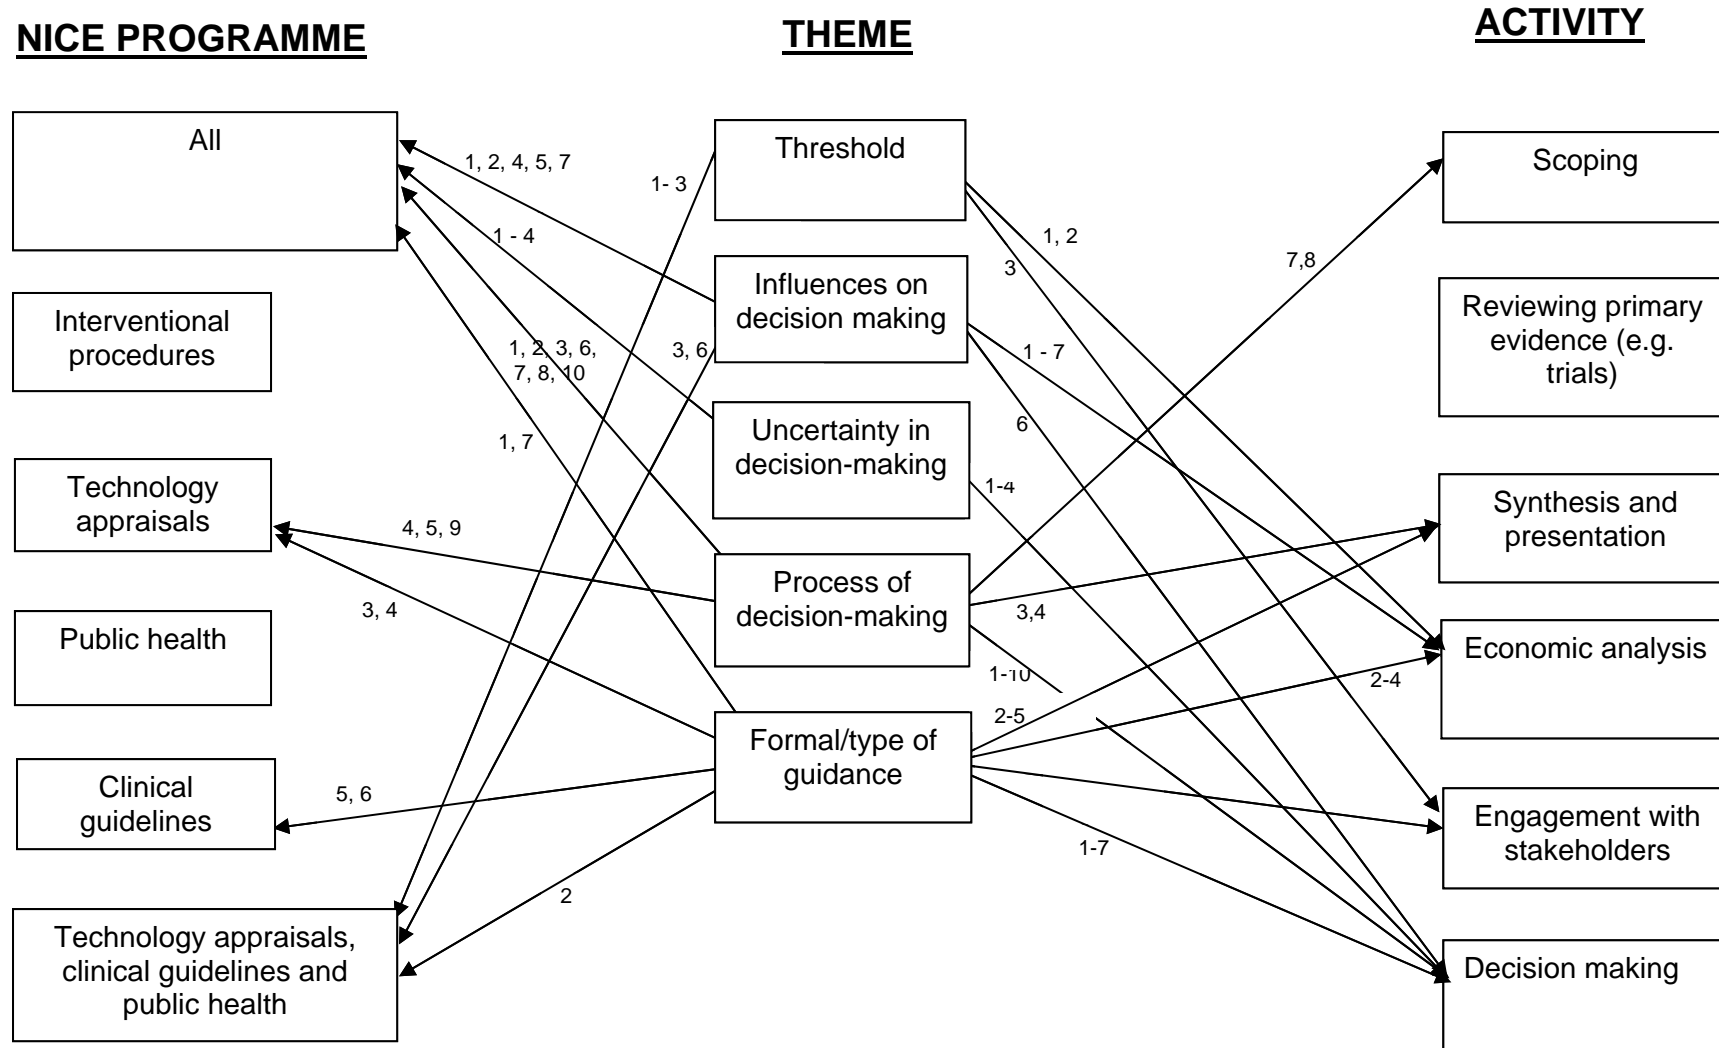 NICE PROGRAMME
THEME
ACTIVITY
All
Interventional
procedures
Technology
appraisals
Public health
Clinical
guidelines
Technology appraisals,
clinical guidelines and
public health
1, 2, 4, 5, 7
1 - 4
1, 2, 3, 6,
7, 8, 10
1, 7
4, 5, 9
3, 4
5, 6
2
1- 3
3, 6
Threshold
Influences on
decision making
Uncertainty in
decision-making
Process of
decision-making
Formal/type of
guidance
1, 2
3
1 - 7
6
1-4
7,8
3,4
1-10
2-5
2-4
1-7
Scoping
Reviewing primary
evidence (e.g.
trials)
Synthesis and
presentation
Economic analysis
Engagement with
stakeholders
Decision making